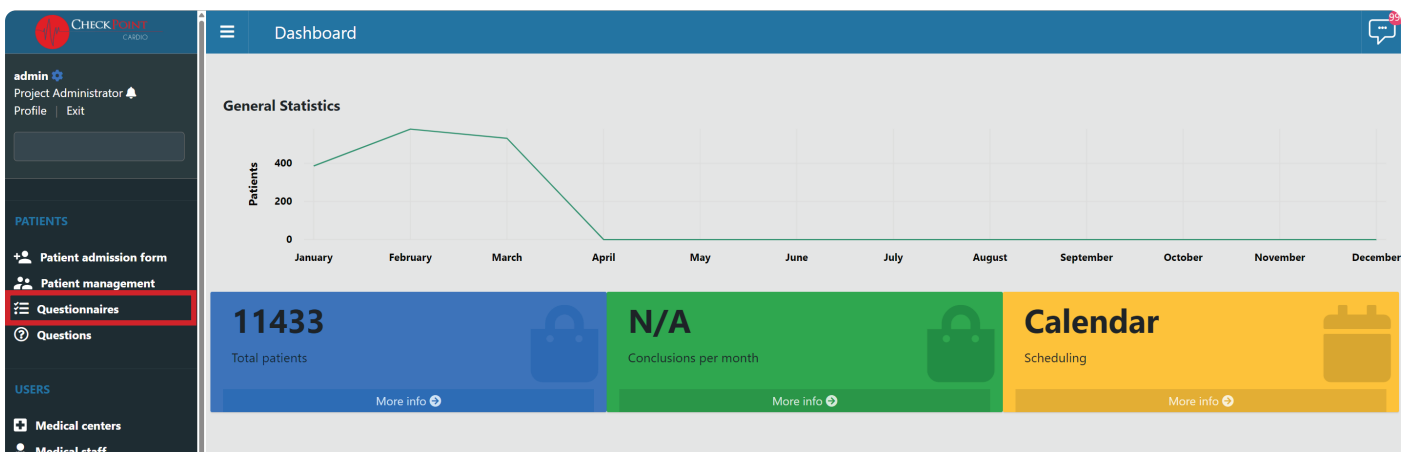 CHECKPOINT
CARDIO
admin
Project Administrator
Profile | Exit
PATIENTS
Patient admission form
Patient management
Questionnaires
Questions
USERS
Medical centers
Medical staff
Dashboard
99
General Statistics
Patients
400
200
0
January February March April May June July August September October November December
11433
Total patients
More info
N/A
Conclusions per month
More info
Calendar
Scheduling
More info